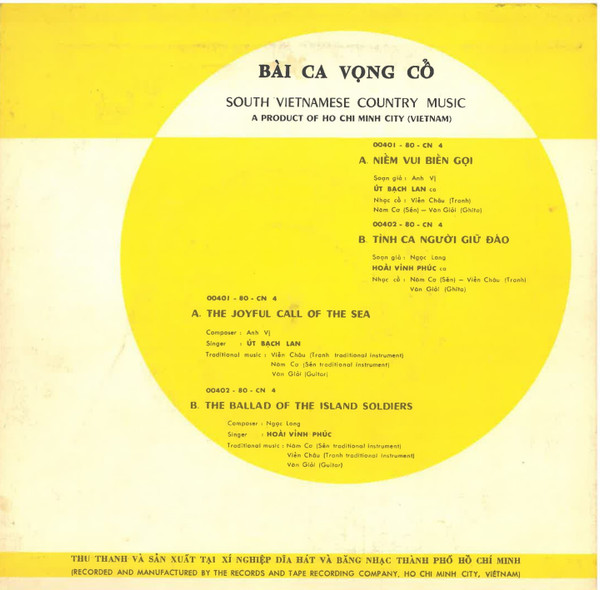 BÀI CA VỌNG CỔ
SOUTH VIETNAMESE COUNTRY MUSIC
A PRODUCT OF HO CHI MINH CITY (VIETNAM)
00401 - 80 - CN 4
A. NIỀM VUI BIỂN GỌI
Soạn giả : Anh Vị
ÚT BẠCH LAN ca
Nhạc cổ : Viễn Châu (Tranh)
Năm Cơ (Sến) – Văn Giỏi (Ghita)
00402 - 80 - CN 4
B. TÌNH CA NGƯỜI GIỮ ĐẢO
Soạn giả : Ngọc Long
HOÀI VĨNH PHÚC ca
Nhạc cổ : Năm Cơ (Sến) – Viễn Châu (Tranh)
Văn Giỏi (Ghita)
00401 - 80 - CN 4
A. THE JOYFUL CALL OF THE SEA
Composer : Anh Vị
Singer : ÚT BẠCH LAN
Traditional music : Viễn Châu (Tranh traditional instrument)
Năm Cơ (Sến traditional instrument)
Văn Giỏi (Guitar)
00402 - 80 - CN 4
B. THE BALLAD OF THE ISLAND SOLDIERS
Composer : Ngọc Long
Singer : HOÀI VĨNH PHÚC
Traditional music : Năm Cơ (Sến traditional instrument)
Viễn Châu (Tranh traditional instrument)
Văn Giỏi (Guitar)
THU THANH VÀ SẢN XUẤT TẠI XÍ NGHIỆP DĨA HÁT VÀ BĂNG NHẠC THÀNH PHỐ HỒ CHÍ MINH
(RECORDED AND MANUFACTURED BY THE RECORDS AND TAPE RECORDING COMPANY, HO CHI MINH CITY, VIETNAM)